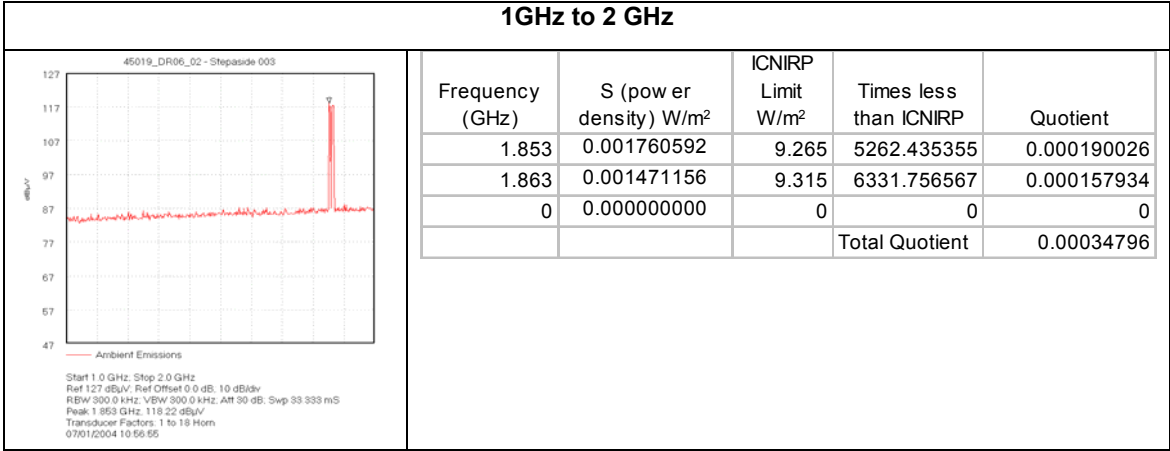 1GHz to 2 GHz
45019_DR06_02 - Stepaside 003
127
117
107
97
87
77
67
57
47
dBµV
Ambient Emissions
Start 1.0 GHz; Stop 2.0 GHz
Ref 127 dBµV; Ref Offset 0.0 dB; 10 dB/div
RBW 300.0 kHz; VBW 300.0 kHz; Att 30 dB; Swp 33.333 mS
Peak 1.853 GHz, 118.22 dBµV
Transducer Factors: 1 to 18 Horn
07/01/2004 10:56:55
Frequency (GHz) S (pow er density) W/m² ICNIRP Limit W/m² Times less than ICNIRP Quotient
1.853 0.001760592 9.265 5262.435355 0.000190026
1.863 0.001471156 9.315 6331.756567 0.000157934
0 0.000000000 0 0 0
Total Quotient 0.00034796